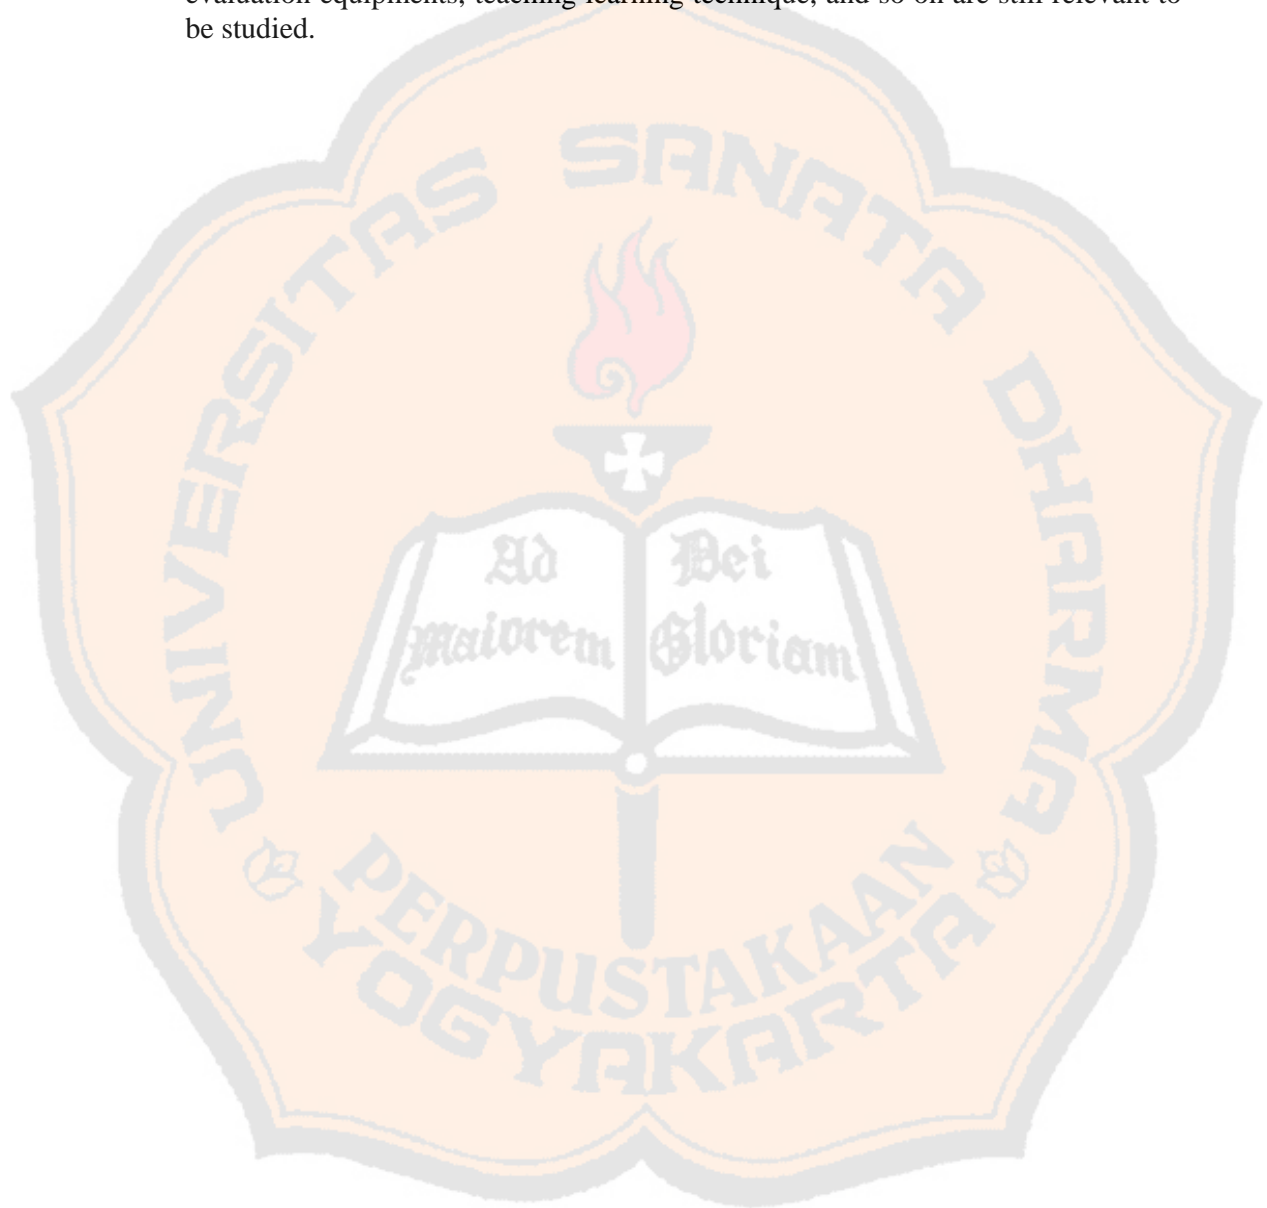 evaluation equipments, teaching learning technique, and so on are still relevant to
be studied.
UNIVERSITAS SANATA DHARMA
Ad Dei
maiorem Gloriam
PERPUSTAKAAN
YOGYAKARTA